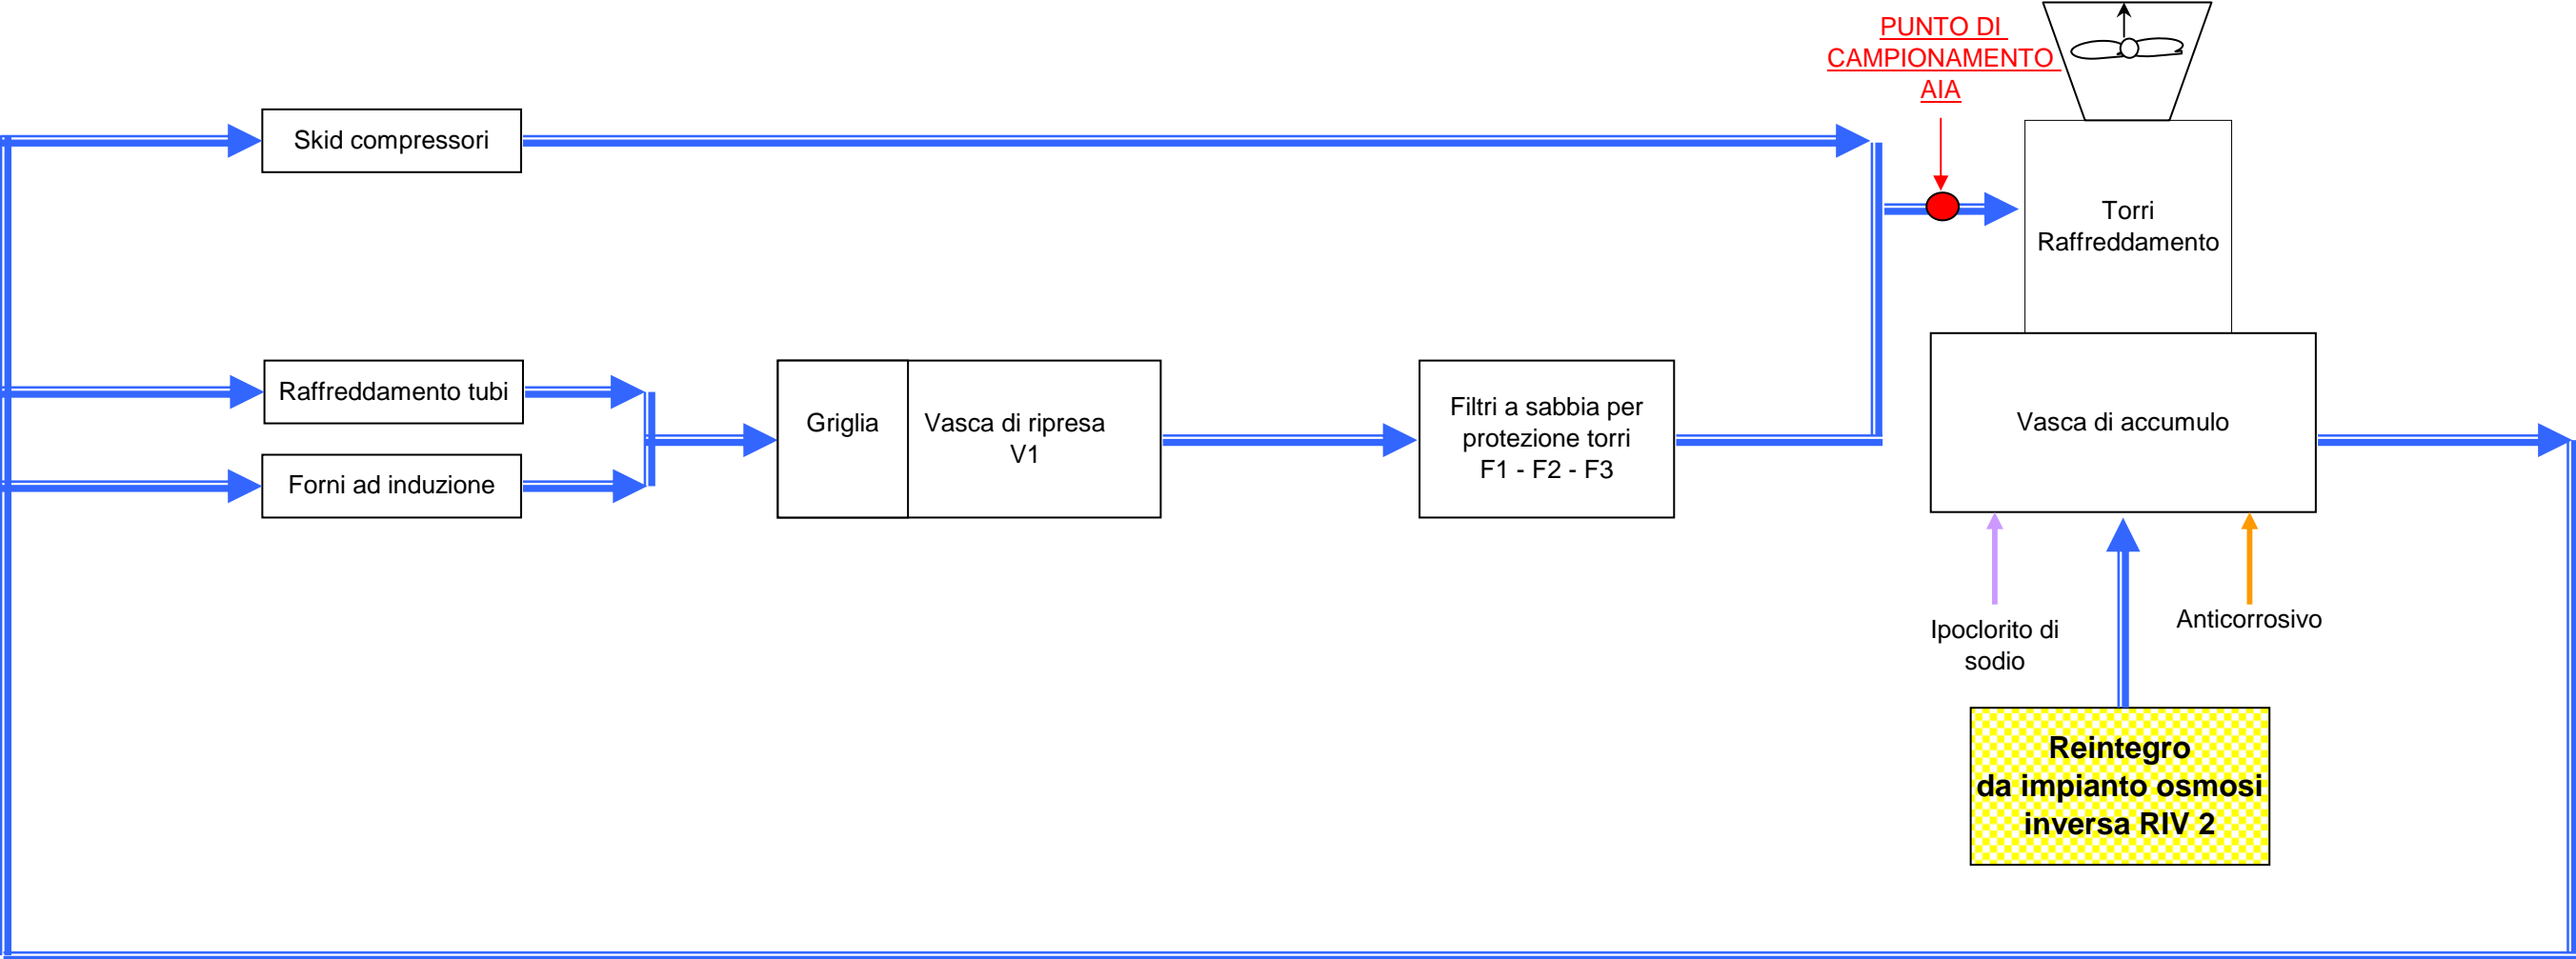 PUNTO DI
CAMPIONAMENTO
AIA
Skid compressori
Torri
Raffreddamento
Raffreddamento tubi
Forni ad induzione
Griglia
Vasca di ripresa
V1
Filtri a sabbia per
protezione torri
F1 - F2 - F3
Vasca di accumulo
Ipoclorito di
sodio
Anticorrosivo
Reintegro
da impianto osmosi
inversa RIV 2